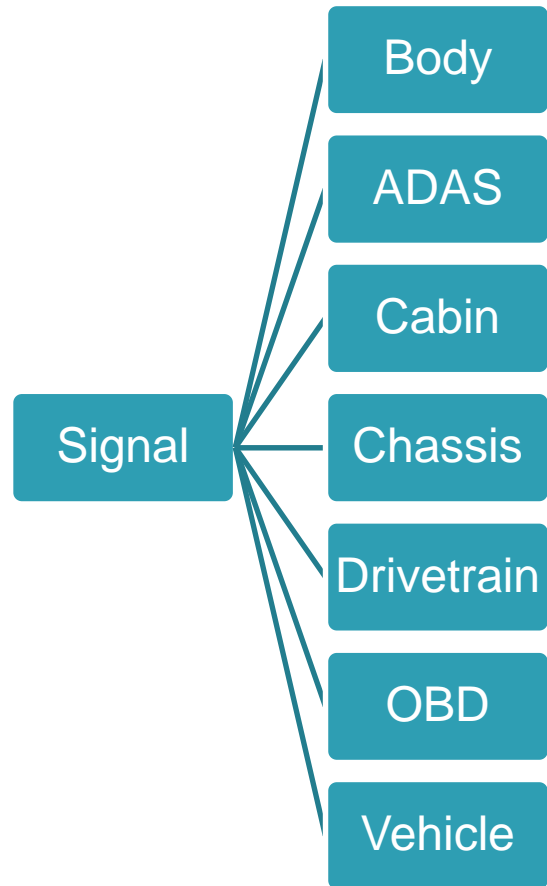 Body
ADAS
Cabin
Signal
Chassis
Drivetrain
OBD
Vehicle